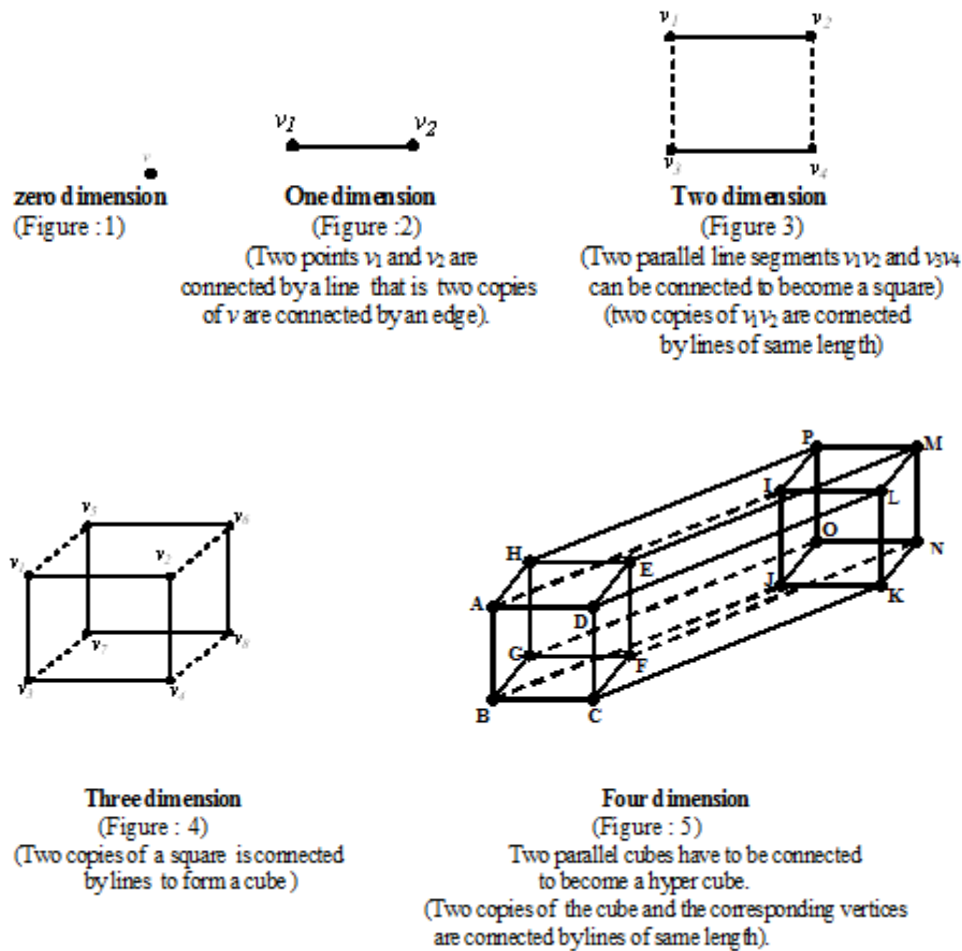 v₁ v₂
v₁ v₂
v
v₃ v₄
zero dimension
(Figure :1)
One dimension
(Figure :2)
(Two points v₁ and v₂ are
connected by a line that is two copies
of v are connected by an edge).
Two dimension
(Figure 3)
(Two parallel line segments v₁v₂ and v₃v₄
can be connected to become a square)
(two copies of v₁v₂ are connected
by lines of same length)
v₅ v₆
v₁ v₂
v₇ v₈
v₃ v₄
P M
I L
H E O N
A D J K
G F
B C
Three dimension
(Figure : 4)
(Two copies of a square is connected
by lines to form a cube )
Four dimension
(Figure : 5)
Two parallel cubes have to be connected
to become a hyper cube.
(Two copies of the cube and the corresponding vertices
are connected by lines of same length).